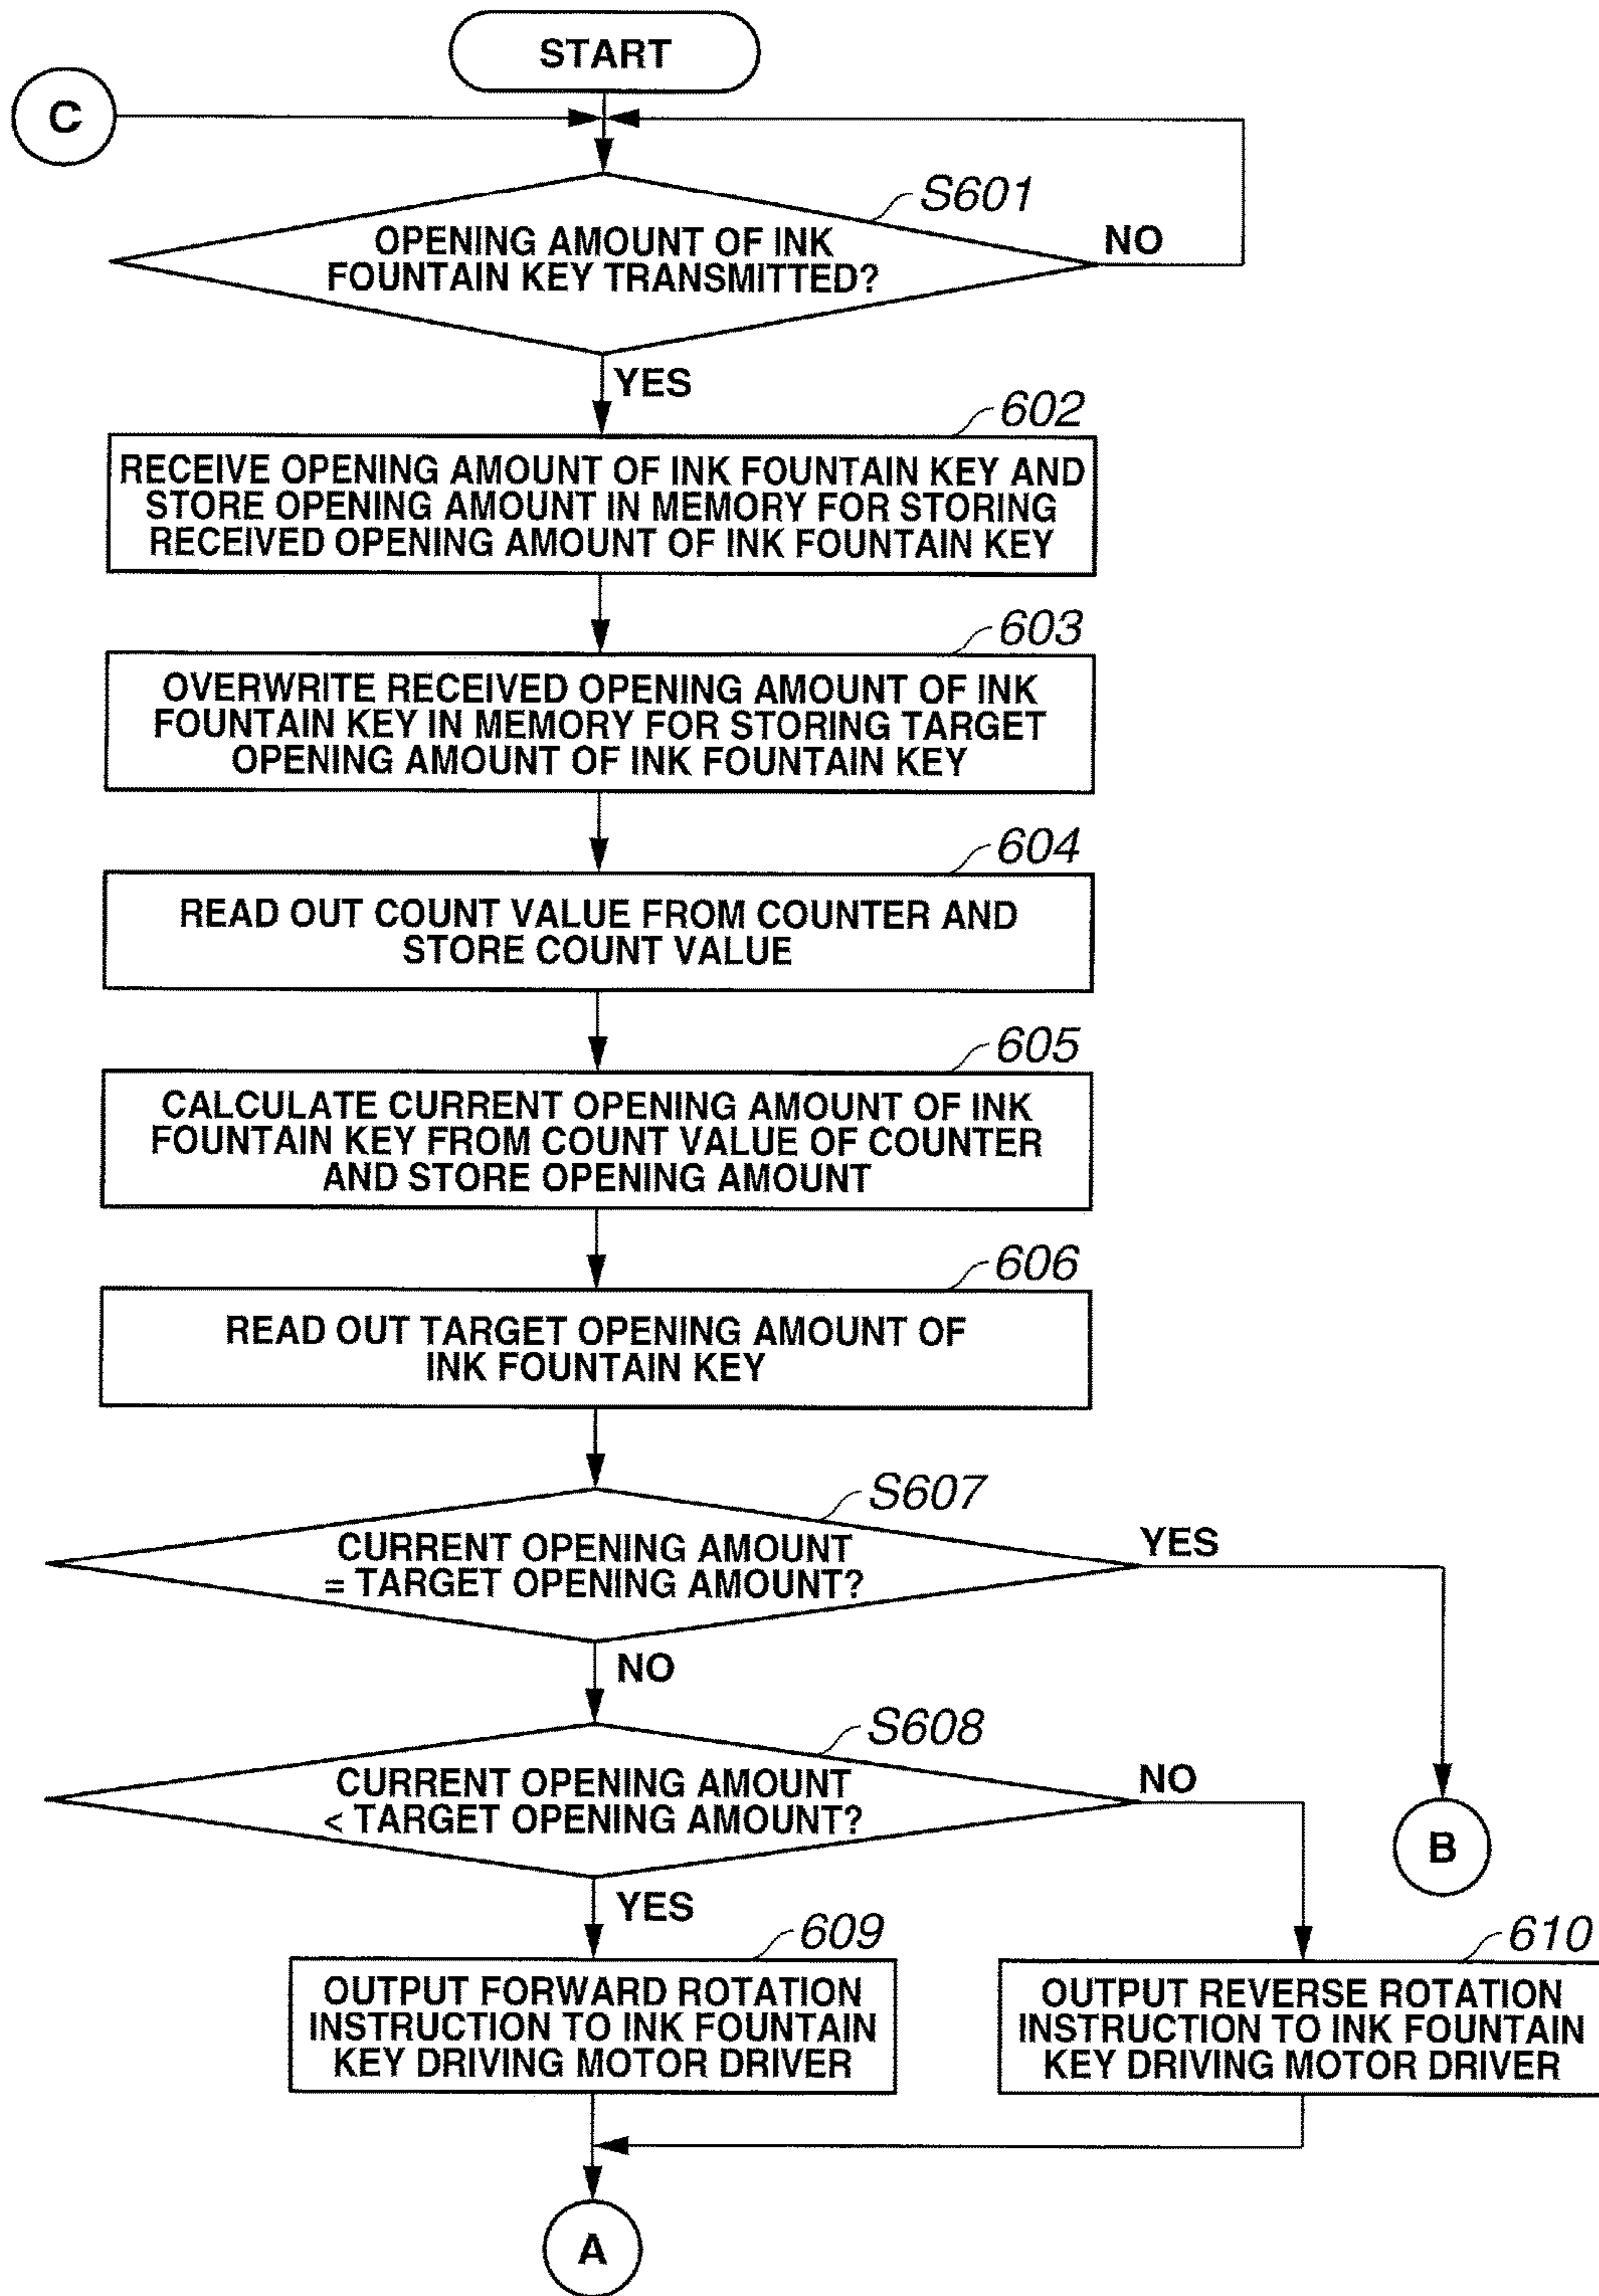 START
C
S601
OPENING AMOUNT OF INK
FOUNTAIN KEY TRANSMITTED?
NO
YES
602
RECEIVE OPENING AMOUNT OF INK FOUNTAIN KEY AND
STORE OPENING AMOUNT IN MEMORY FOR STORING
RECEIVED OPENING AMOUNT OF INK FOUNTAIN KEY
603
OVERWRITE RECEIVED OPENING AMOUNT OF INK
FOUNTAIN KEY IN MEMORY FOR STORING TARGET
OPENING AMOUNT OF INK FOUNTAIN KEY
604
READ OUT COUNT VALUE FROM COUNTER AND
STORE COUNT VALUE
605
CALCULATE CURRENT OPENING AMOUNT OF INK
FOUNTAIN KEY FROM COUNT VALUE OF COUNTER
AND STORE OPENING AMOUNT
606
READ OUT TARGET OPENING AMOUNT OF
INK FOUNTAIN KEY
S607
CURRENT OPENING AMOUNT
= TARGET OPENING AMOUNT?
YES
NO
S608
CURRENT OPENING AMOUNT
< TARGET OPENING AMOUNT?
NO
B
YES
609
OUTPUT FORWARD ROTATION
INSTRUCTION TO INK FOUNTAIN
KEY DRIVING MOTOR DRIVER
610
OUTPUT REVERSE ROTATION
INSTRUCTION TO INK FOUNTAIN
KEY DRIVING MOTOR DRIVER
A